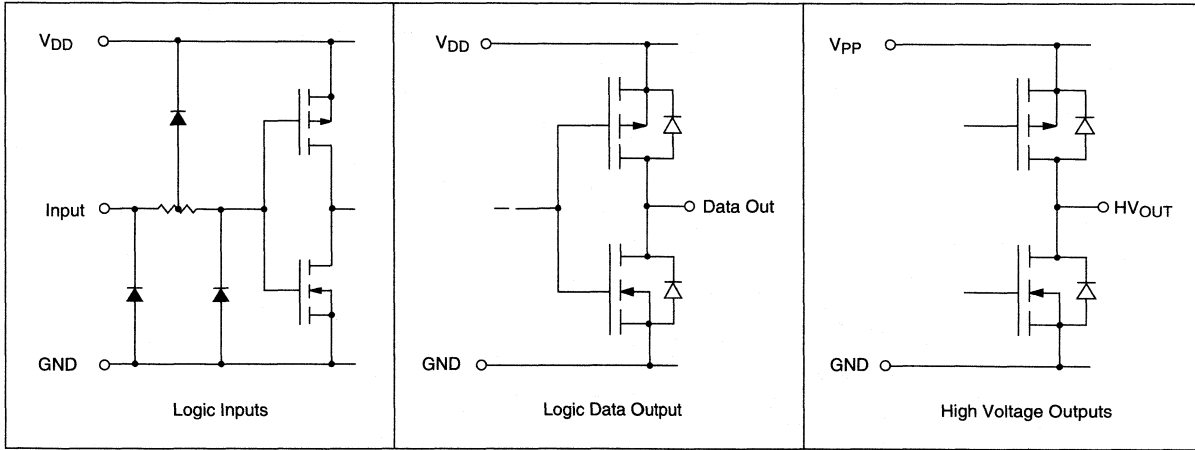 VDD
Input
GND
Logic Inputs
VDD
Data Out
GND
Logic Data Output
VPP
HVOUT
GND
High Voltage Outputs